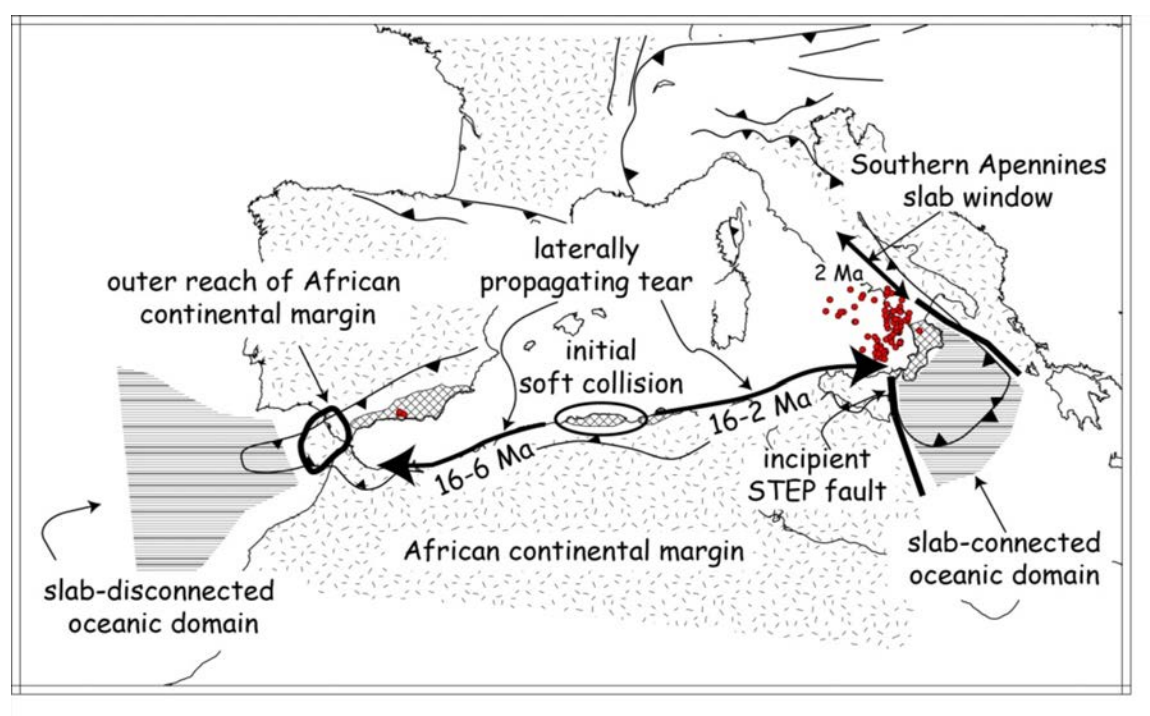 Southern Apennines
slab window
laterally
propagating tear
2 Ma
outer reach of African
continental margin
initial
soft collision
16-2 Ma
16-6 Ma
incipient
STEP fault
African continental margin
slab-connected
oceanic domain
slab-disconnected
oceanic domain